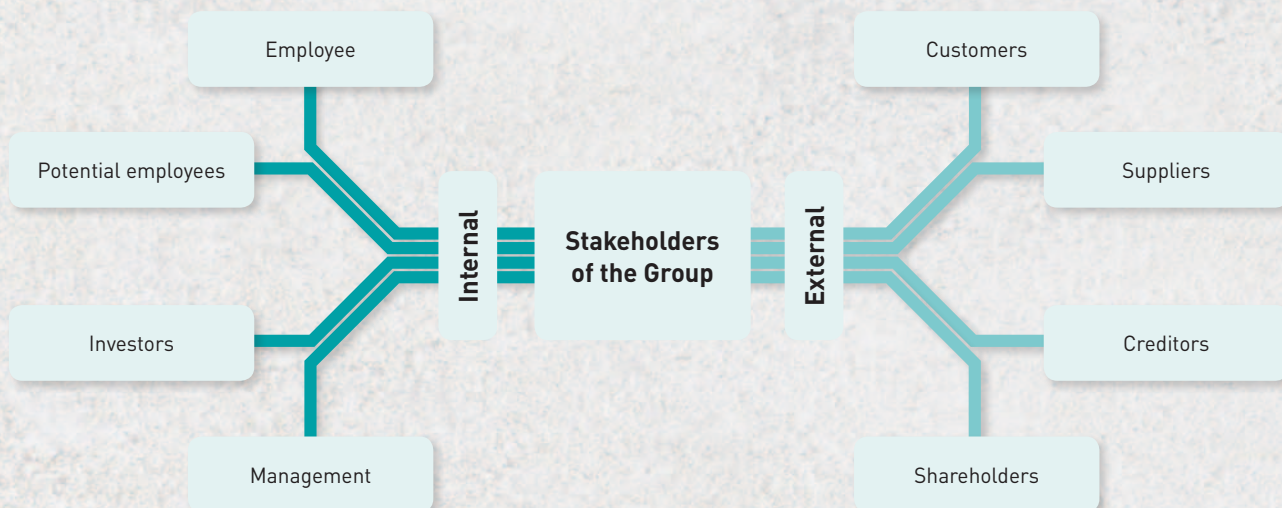 Employee
Potential employees
Investors
Management
Internal
Stakeholders
of the Group
External
Customers
Suppliers
Creditors
Shareholders